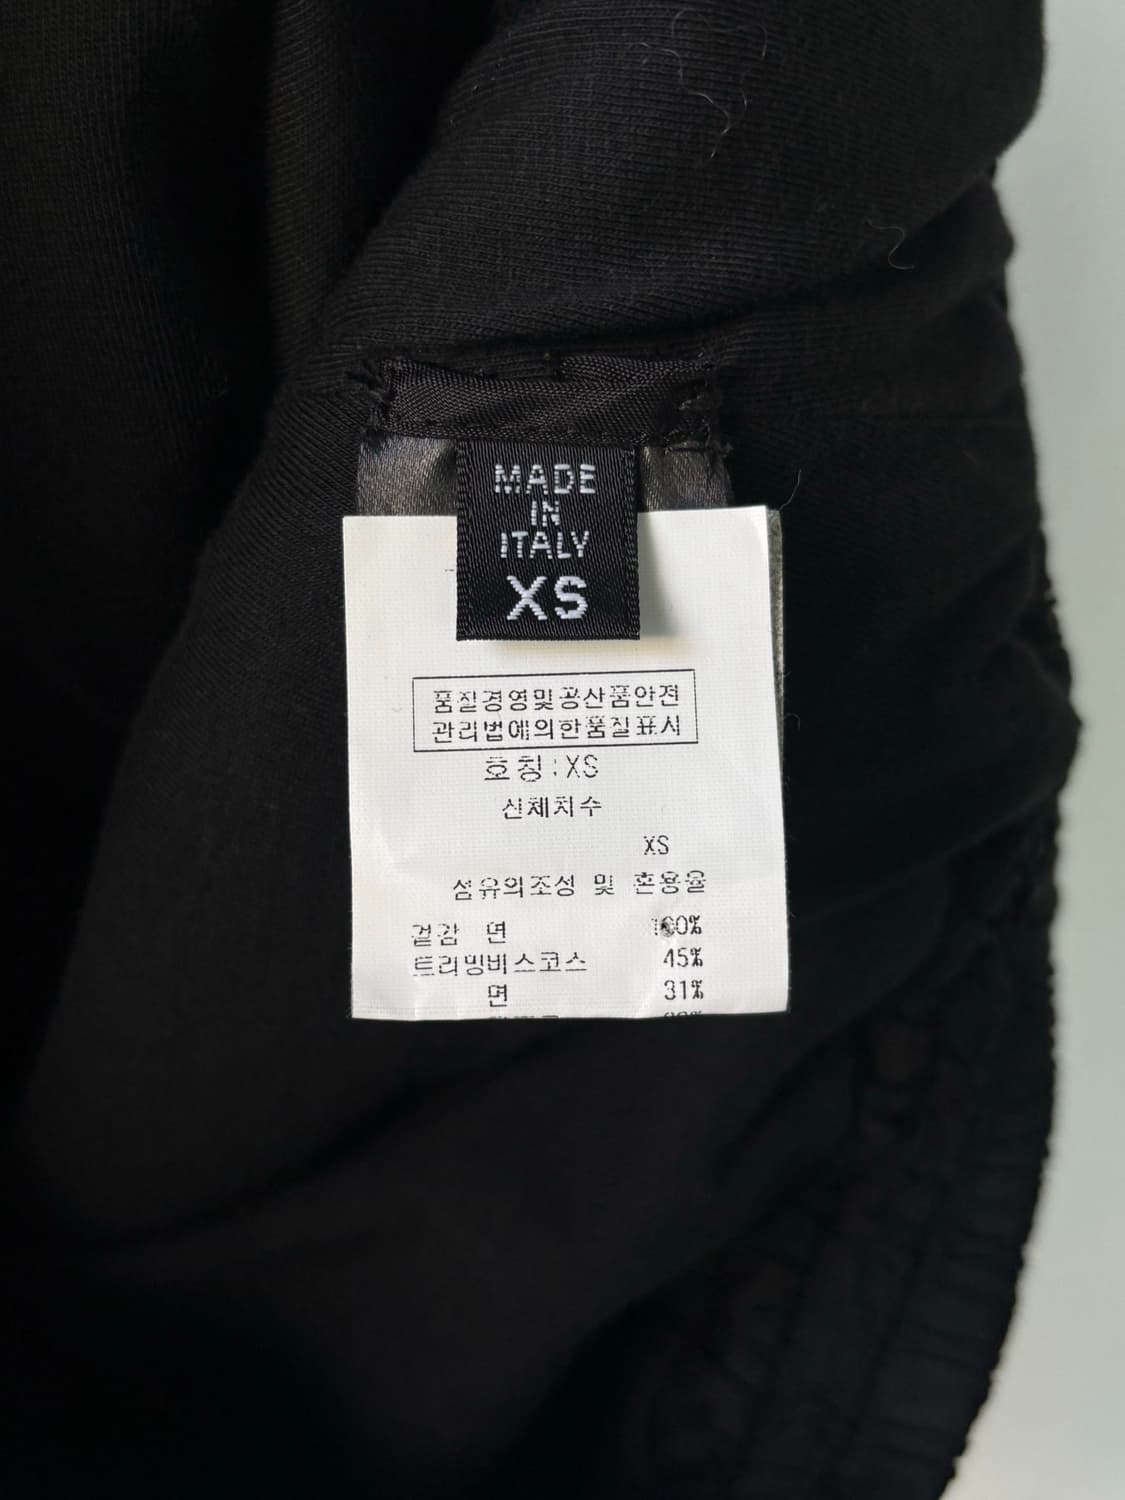 MADE
IN
ITALY
XS
품질경영및공산품안전
관리법에의한품질표시
호칭:XS
신체치수
XS
섬유의조성 및 혼용율
겉감 면 100%
트리밍비스코스 45%
면 31%